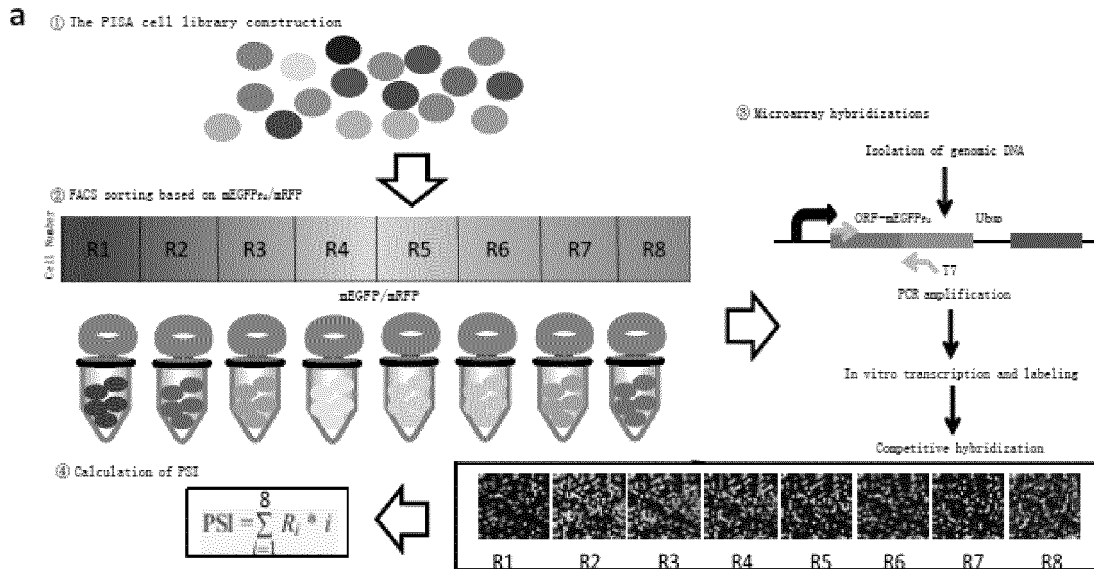 a
① The PISA cell library construction
② FACS sorting based on mEGFPPu/mRFP
Cell Number
R1 R2 R3 R4 R5 R6 R7 R8
mEGFP/mRFP
③ Microarray hybridizations
Isolation of genomic DNA
ORF-mEGFPPu
T7
PCR amplification
In vitro transcription and labeling
Competitive hybridization
R1 R2 R3 R4 R5 R6 R7 R8
④ Calculation of PSI
8
PSI = ∑ Ri * i
i=1